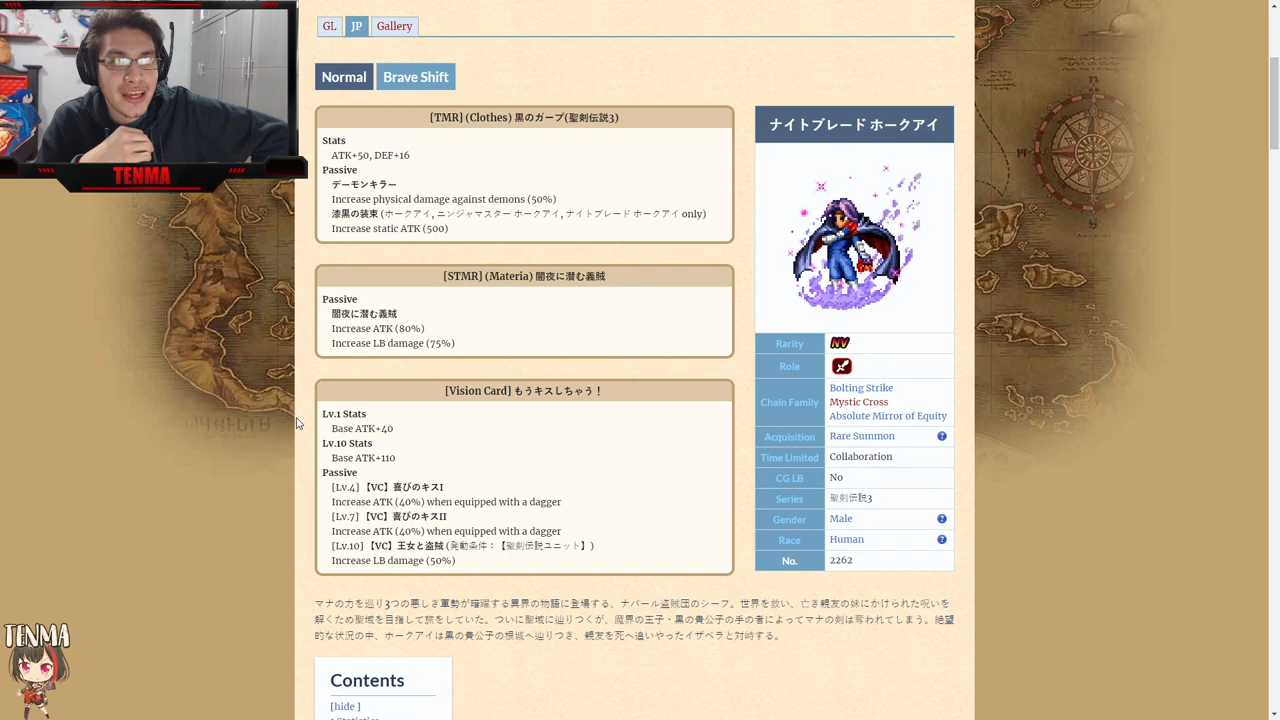 GL
JP
Gallery
Normal
Brave Shift
[TMR] (Clothes) 黒のガープ(聖剣伝説3)
Stats
ATK+50, DEF+16
Passive
デーモンキラー
Increase physical damage against demons (50%)
漆黒の装束 (ホークアイ, ニンジャマスター ホークアイ, ナイトブレード ホークアイ only)
Increase static ATK (500)
[STMR] (Materia) 闇夜に潜む義賊
Passive
闇夜に潜む義賊
Increase ATK (80%)
Increase LB damage (75%)
[Vision Card] もうキスしちゃう！
Lv.1 Stats
Base ATK+40
Lv.10 Stats
Base ATK+110
Passive
[Lv.4] 【VC】喜びのキスI
Increase ATK (40%) when equipped with a dagger
[Lv.7] 【VC】喜びのキスII
Increase ATK (40%) when equipped with a dagger
[Lv.10] 【VC】王女と盗賊 (発動条件：【聖剣伝説ユニット】)
Increase LB damage (50%)
ナイトブレード ホークアイ
Rarity NV
Role
Chain Family Bolting Strike
Mystic Cross
Absolute Mirror of Equity
Acquisition Rare Summon
Time Limited Collaboration
CG LB No
Series 聖剣伝説3
Gender Male
Race Human
No. 2262
マナの力を巡り3つの悪しき軍勢が暗躍する異界の物語に登場する、ナバール盗賊団のシーフ。世界を救い、亡き親友の妹にかけられた呪いを
解くため聖域を目指して旅をしていた。ついに聖域に辿りつくが、魔界の王子・黒の貴公子の手の者によってマナの剣は奪われてしまう。絶望
的な状況の中、ホークアイは黒の貴公子の根城へ辿りつき、親友を死へ追いやったイザベラと対峙する。
Contents
[hide ]
1 Statistics
TENMA
TENMA